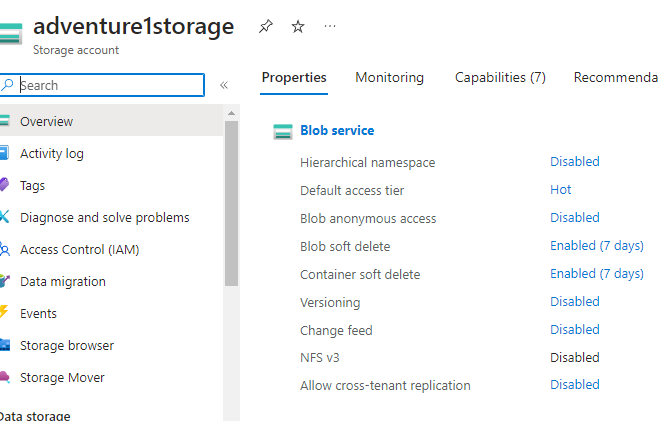 adventure1storage
Storage account
Search
Overview
Activity log
Tags
Diagnose and solve problems
Access Control (IAM)
Data migration
Events
Storage browser
Storage Mover
Data storage
Properties Monitoring Capabilities (7) Recommenda
Blob service
Hierarchical namespace Disabled
Default access tier Hot
Blob anonymous access Disabled
Blob soft delete Enabled (7 days)
Container soft delete Enabled (7 days)
Versioning Disabled
Change feed Disabled
NFS v3 Disabled
Allow cross-tenant replication Disabled